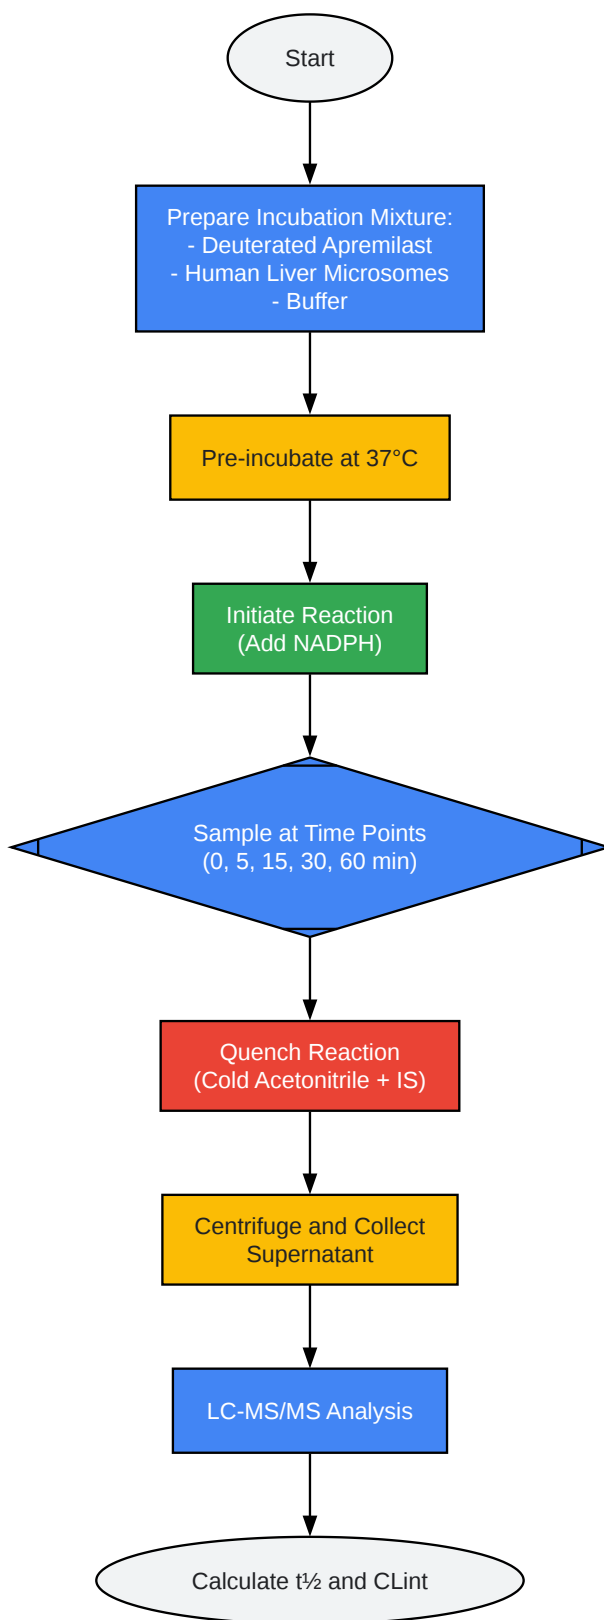 Start
Prepare Incubation Mixture:
- Deuterated Apremilast
- Human Liver Microsomes
- Buffer
Pre-incubate at 37°C
Initiate Reaction
(Add NADPH)
Sample at Time Points
(0, 5, 15, 30, 60 min)
Quench Reaction
(Cold Acetonitrile + IS)
Centrifuge and Collect
Supernatant
LC-MS/MS Analysis
Calculate t½ and CLint